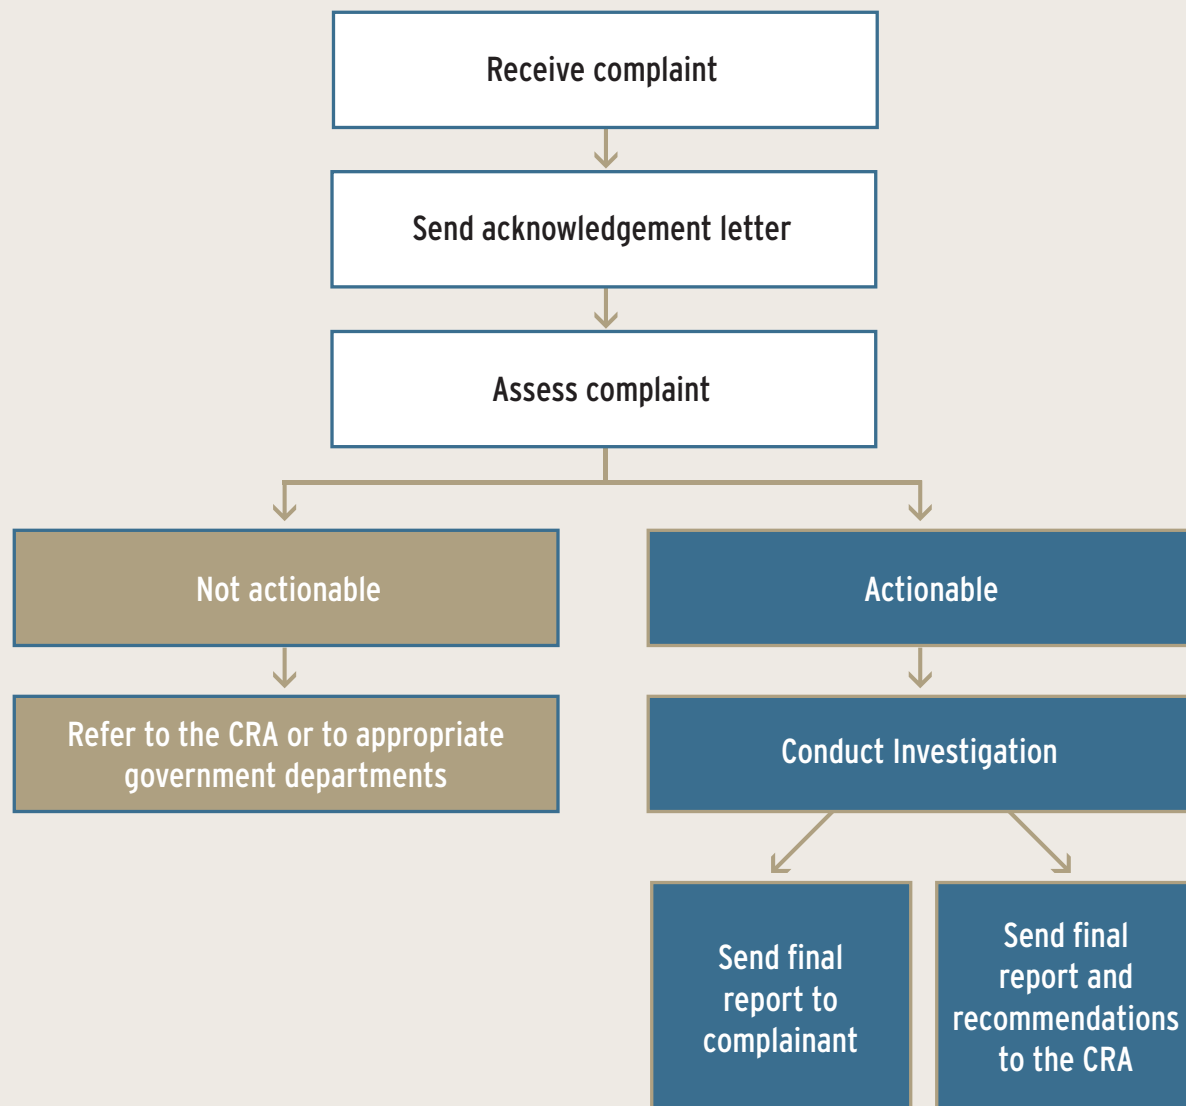 Receive complaint
Send acknowledgement letter
Assess complaint
Not actionable
Actionable
Refer to the CRA or to appropriate
government departments
Conduct Investigation
Send final
report to
complainant
Send final
report and
recommendations
to the CRA